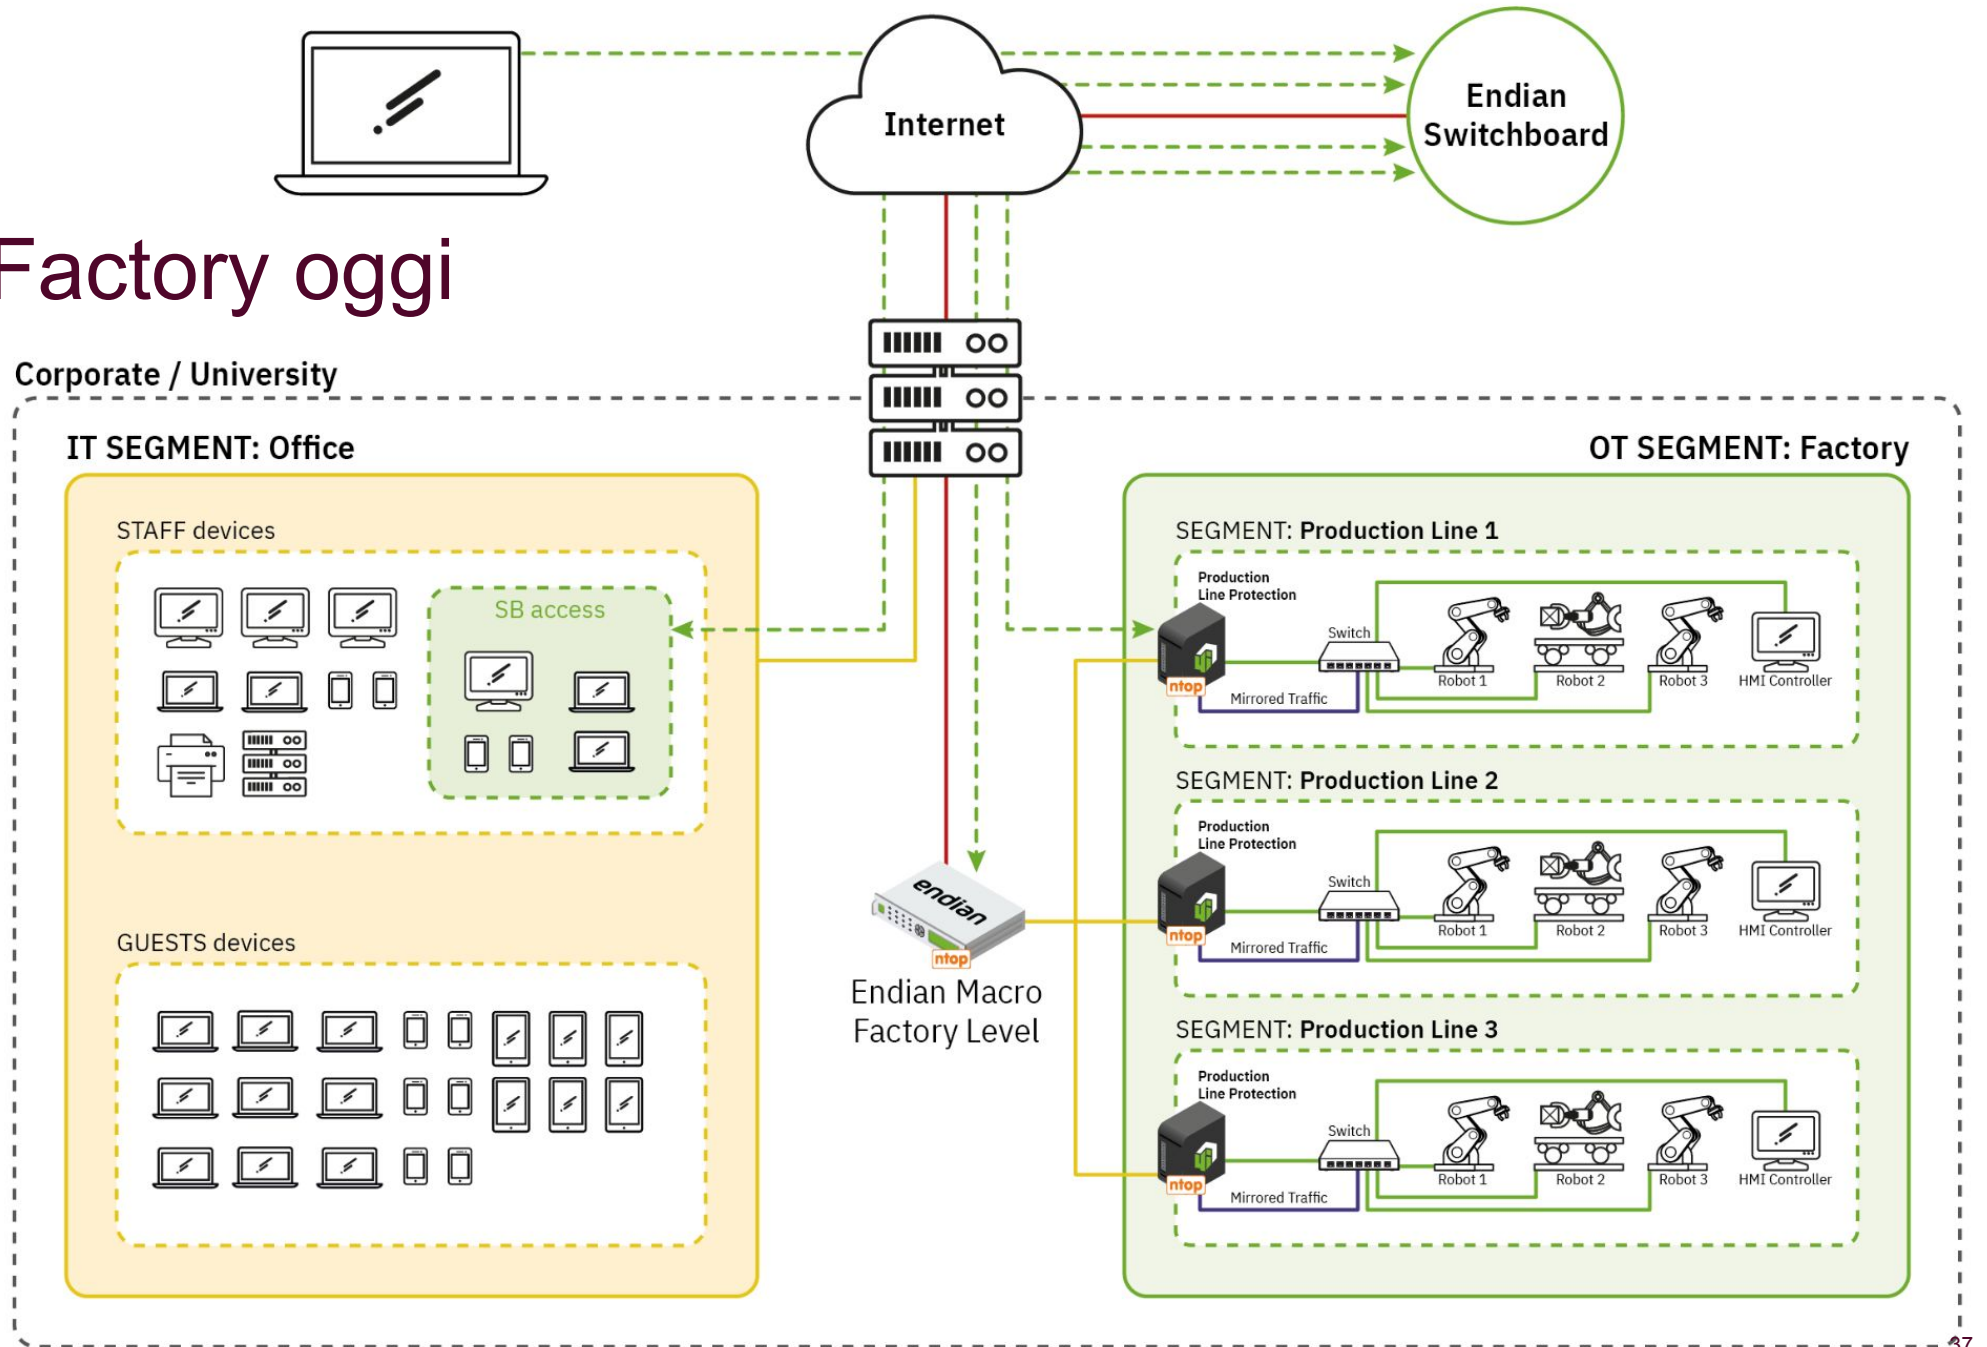 Internet
Endian
Switchboard
Factory oggi
Corporate / University
IT SEGMENT: Office
OT SEGMENT: Factory
STAFF devices
SB access
GUESTS devices
endian
ntop
Endian Macro
Factory Level
SEGMENT: Production Line 1
Production
Line Protection
Switch
ntop
Mirrored Traffic
Robot 1
Robot 2
Robot 3
HMI Controller
SEGMENT: Production Line 2
Production
Line Protection
Switch
ntop
Mirrored Traffic
Robot 1
Robot 2
Robot 3
HMI Controller
SEGMENT: Production Line 3
Production
Line Protection
Switch
ntop
Mirrored Traffic
Robot 1
Robot 2
Robot 3
HMI Controller
37